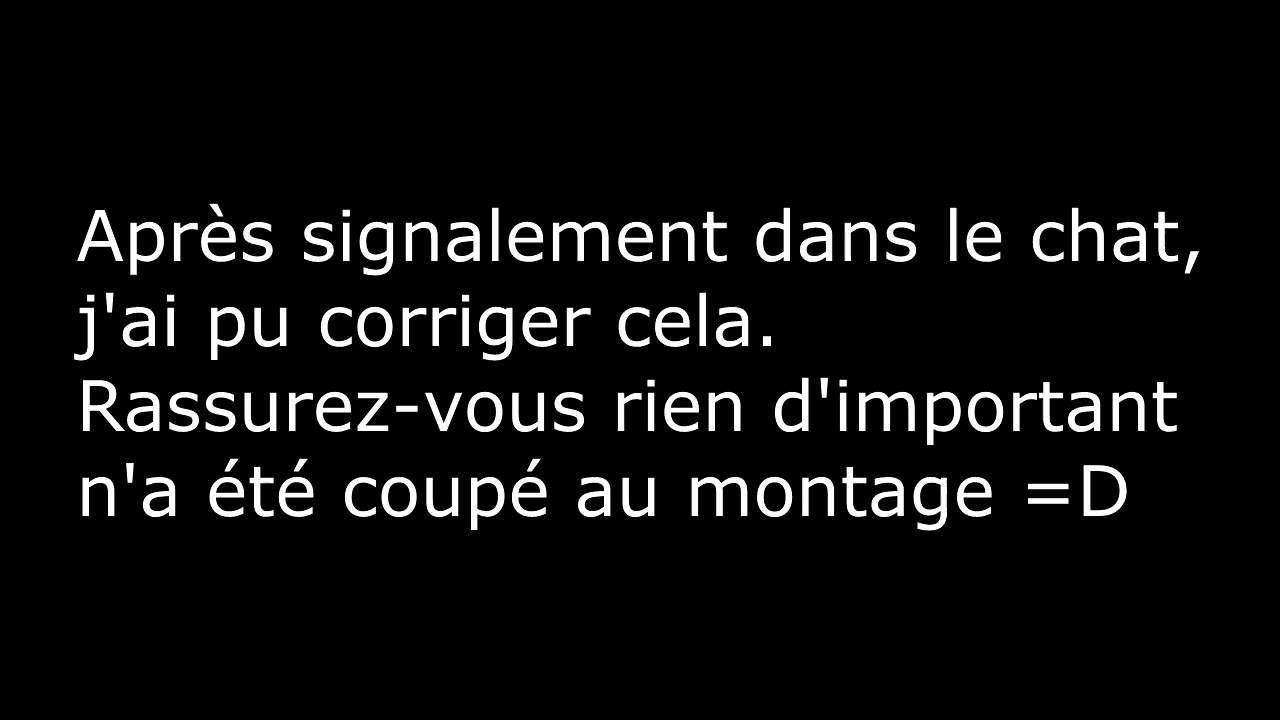 Après signalement dans le chat,
j'ai pu corriger cela.
Rassurez-vous rien d'important
n'a été coupé au montage =D